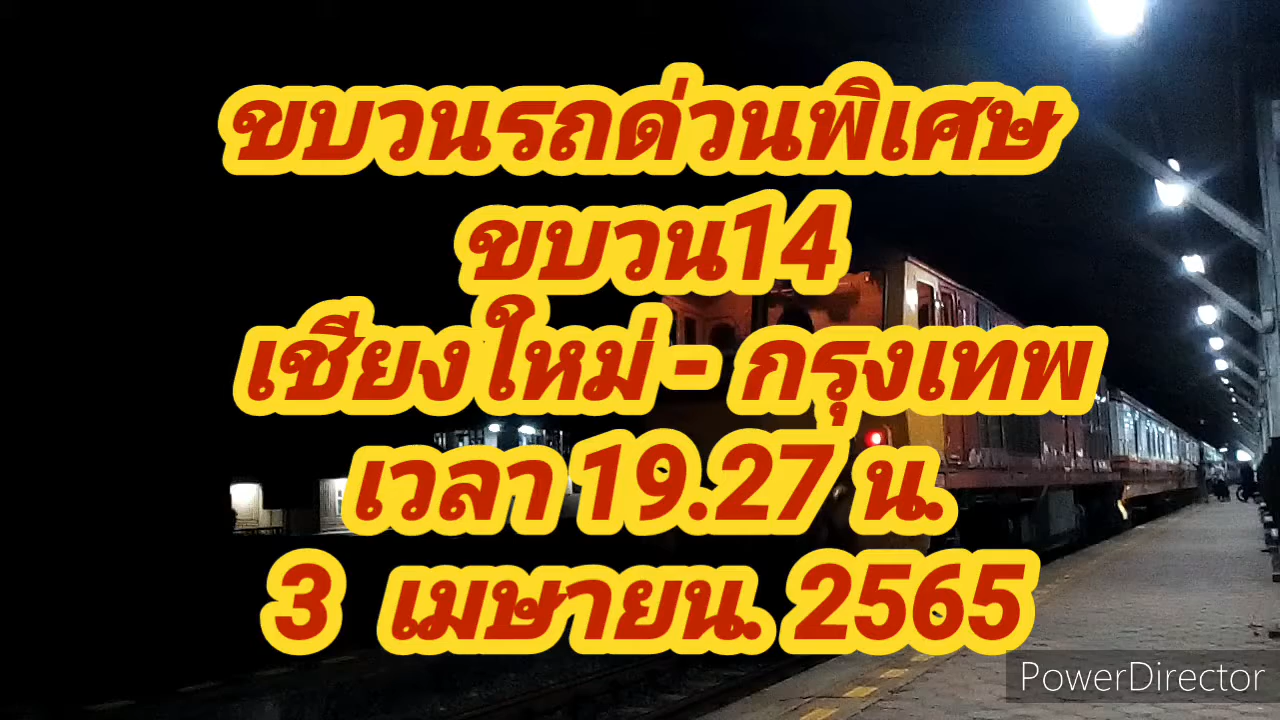 ขบวนรถด่วนพิเศษ
ขบวน14
เชียงใหม่ - กรุงเทพ
เวลา 19.27 น.
3 เมษายน. 2565
PowerDirector